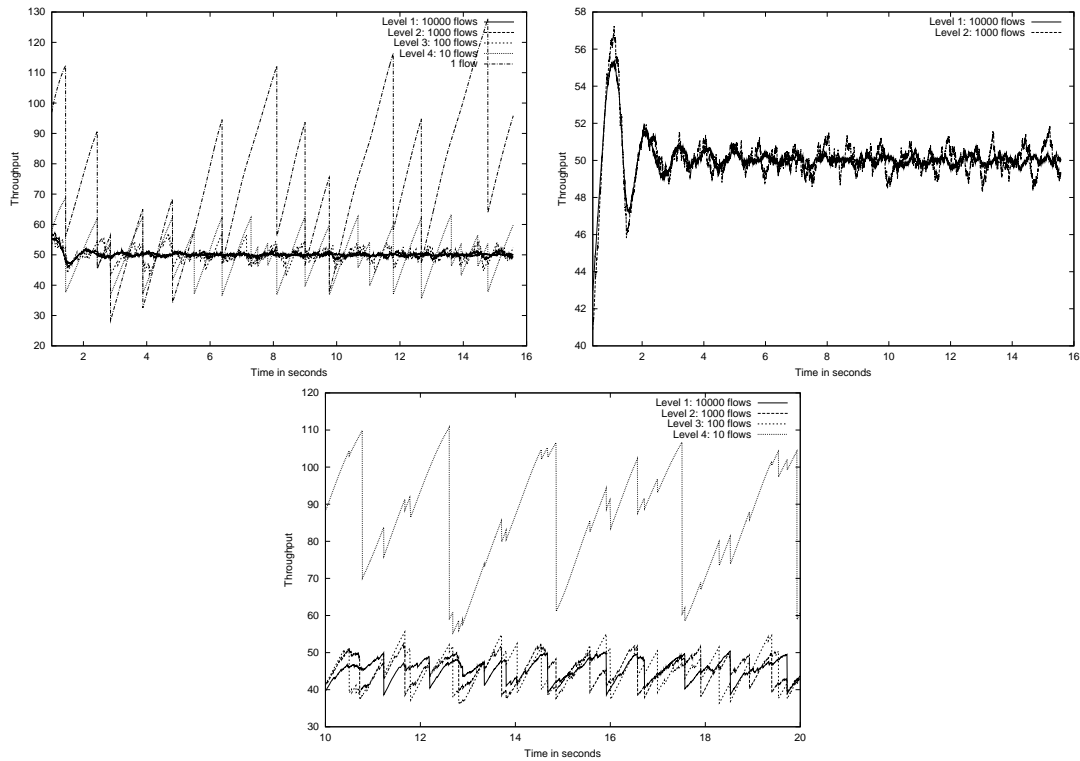 130
120
110
100
90
80
70
60
50
40
30
20
Throughput
Level 1: 10000 flows
Level 2: 1000 flows
Level 3: 100 flows
Level 4: 10 flows
1 flow
2 4 6 8 10 12 14 16
Time in seconds
58
56
54
52
50
48
46
44
42
40
Throughput
Level 1: 10000 flows
Level 2: 1000 flows
2 4 6 8 10 12 14 16
Time in seconds
120
110
100
90
80
70
60
50
40
30
Throughput
Level 1: 10000 flows
Level 2: 1000 flows
Level 3: 100 flows
Level 4: 10 flows
10 12 14 16 18 20
Time in seconds